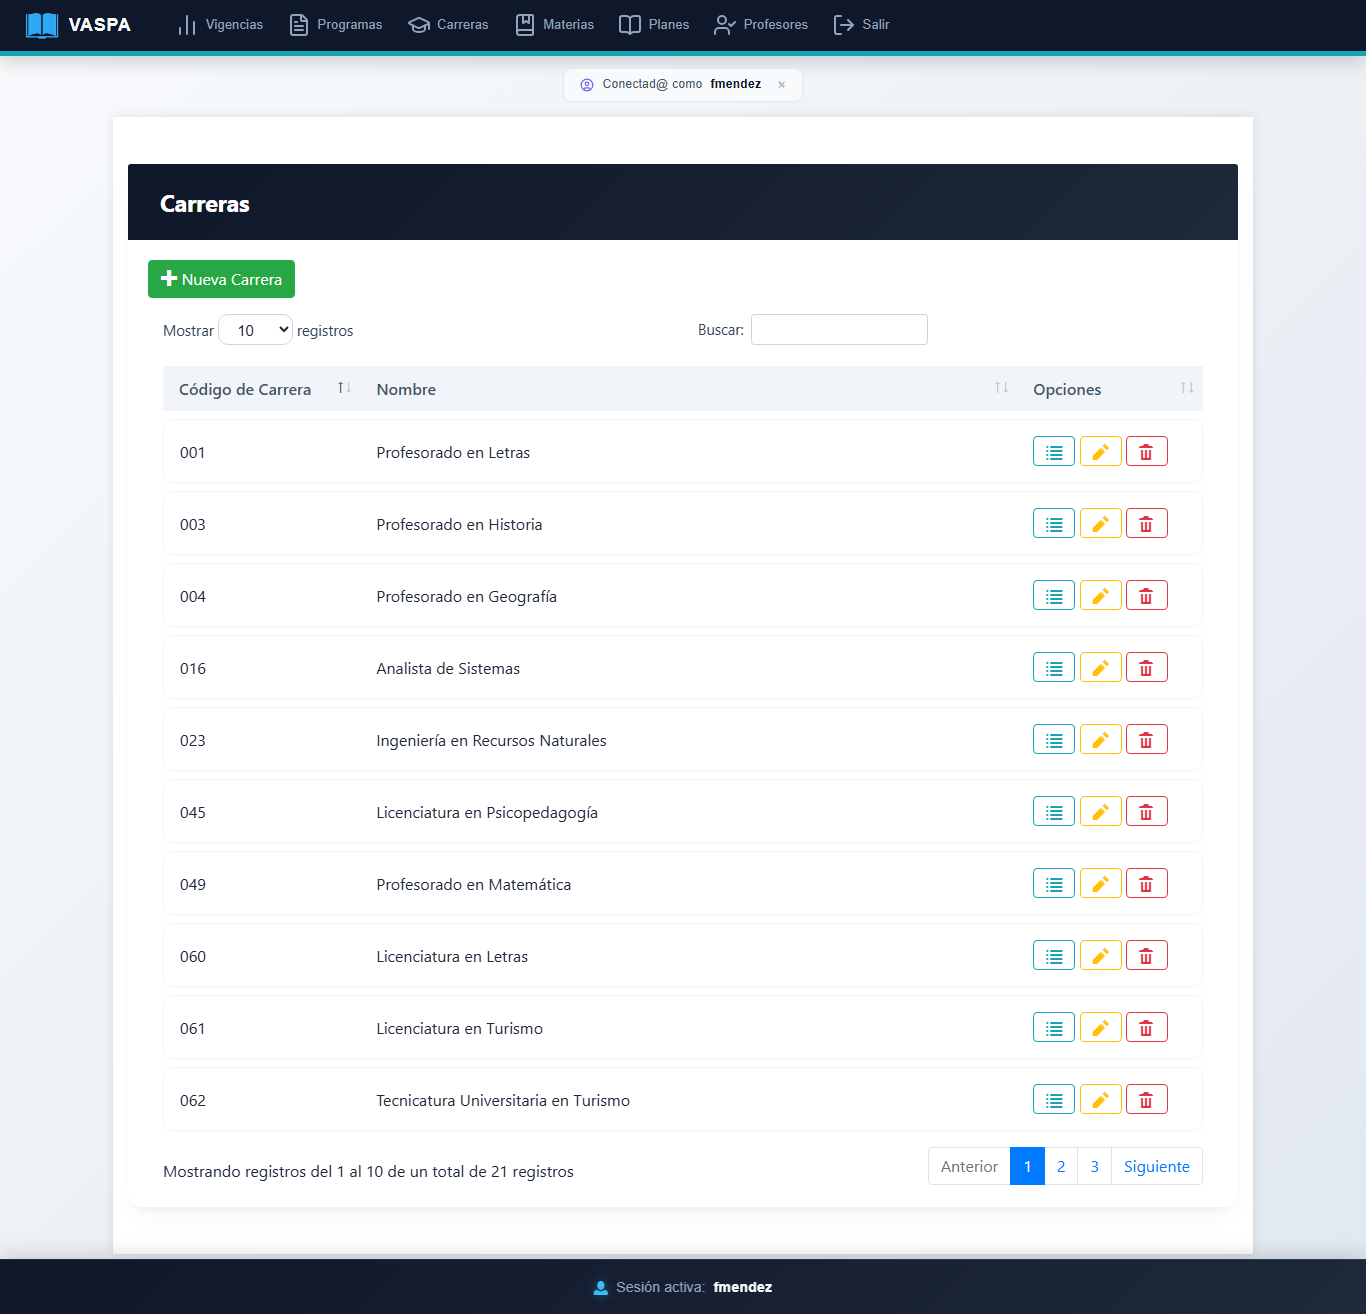 VASPA Vigencias Programas Carreras Materias Planes Profesores Salir
Conectad@ como fmendez ×
Carreras
Nueva Carrera
Mostrar 10 registros Buscar:
Código de Carrera Nombre Opciones
001 Profesorado en Letras
003 Profesorado en Historia
004 Profesorado en Geografía
016 Analista de Sistemas
023 Ingeniería en Recursos Naturales
045 Licenciatura en Psicopedagogía
049 Profesorado en Matemática
060 Licenciatura en Letras
061 Licenciatura en Turismo
062 Tecnicatura Universitaria en Turismo
Mostrando registros del 1 al 10 de un total de 21 registros Anterior 1 2 3 Siguiente
Sesión activa: fmendez